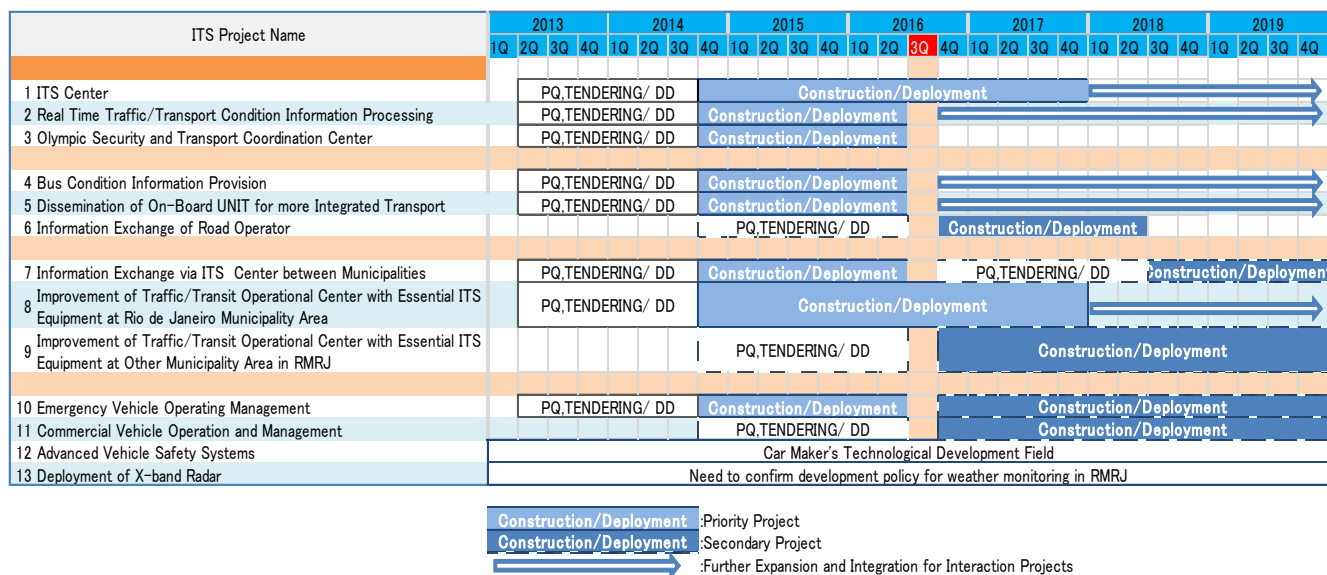 ITS Project Name
2013 2014 2015 2016 2017 2018 2019
1Q 2Q 3Q 4Q 1Q 2Q 3Q 4Q 1Q 2Q 3Q 4Q 1Q 2Q 3Q 4Q 1Q 2Q 3Q 4Q 1Q 2Q 3Q 4Q 1Q 2Q 3Q 4Q
1 ITS Center PQ,TENDERING/ DD Construction/Deployment
2 Real Time Traffic/Transport Condition Information Processing PQ,TENDERING/ DD Construction/Deployment
3 Olympic Security and Transport Coordination Center PQ,TENDERING/ DD Construction/Deployment
4 Bus Condition Information Provision PQ,TENDERING/ DD Construction/Deployment
5 Dissemination of On-Board UNIT for more Integrated Transport PQ,TENDERING/ DD Construction/Deployment
6 Information Exchange of Road Operator PQ,TENDERING/ DD Construction/Deployment
7 Information Exchange via ITS Center between Municipalities PQ,TENDERING/ DD Construction/Deployment PQ,TENDERING/ DD Construction/Deployment
8 Improvement of Traffic/Transit Operational Center with Essential ITS
Equipment at Rio de Janeiro Municipality Area PQ,TENDERING/ DD Construction/Deployment
9 Improvement of Traffic/Transit Operational Center with Essential ITS
Equipment at Other Municipality Area in RMRJ PQ,TENDERING/ DD Construction/Deployment
10 Emergency Vehicle Operating Management PQ,TENDERING/ DD Construction/Deployment Construction/Deployment
11 Commercial Vehicle Operation and Management PQ,TENDERING/ DD Construction/Deployment
12 Advanced Vehicle Safety Systems Car Maker's Technological Development Field
13 Deployment of X-band Radar Need to confirm development policy for weather monitoring in RMRJ
Construction/Deployment :Priority Project
Construction/Deployment :Secondary Project
:Further Expansion and Integration for Interaction Projects